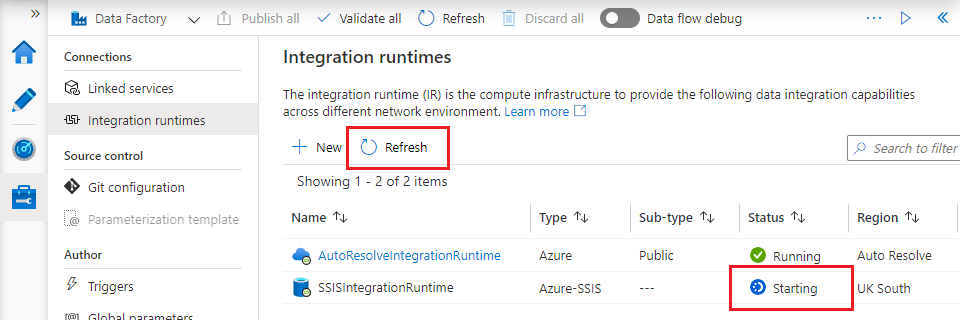 »
Data Factory
Publish all
Validate all
Refresh
Discard all
Data flow debug
...
«
Connections
Linked services
Integration runtimes
Source control
Git configuration
Parameterization template
Author
Triggers
Global parameters
Integration runtimes
The integration runtime (IR) is the compute infrastructure to provide the following data integration capabilities
across different network environment. Learn more
New
Refresh
Search to filter
Showing 1 - 2 of 2 items
Name Type Sub-type Status Region
AutoResolveIntegrationRuntime Azure Public Running Auto Resolve
SSISIntegrationRuntime Azure-SSIS --- Starting UK South